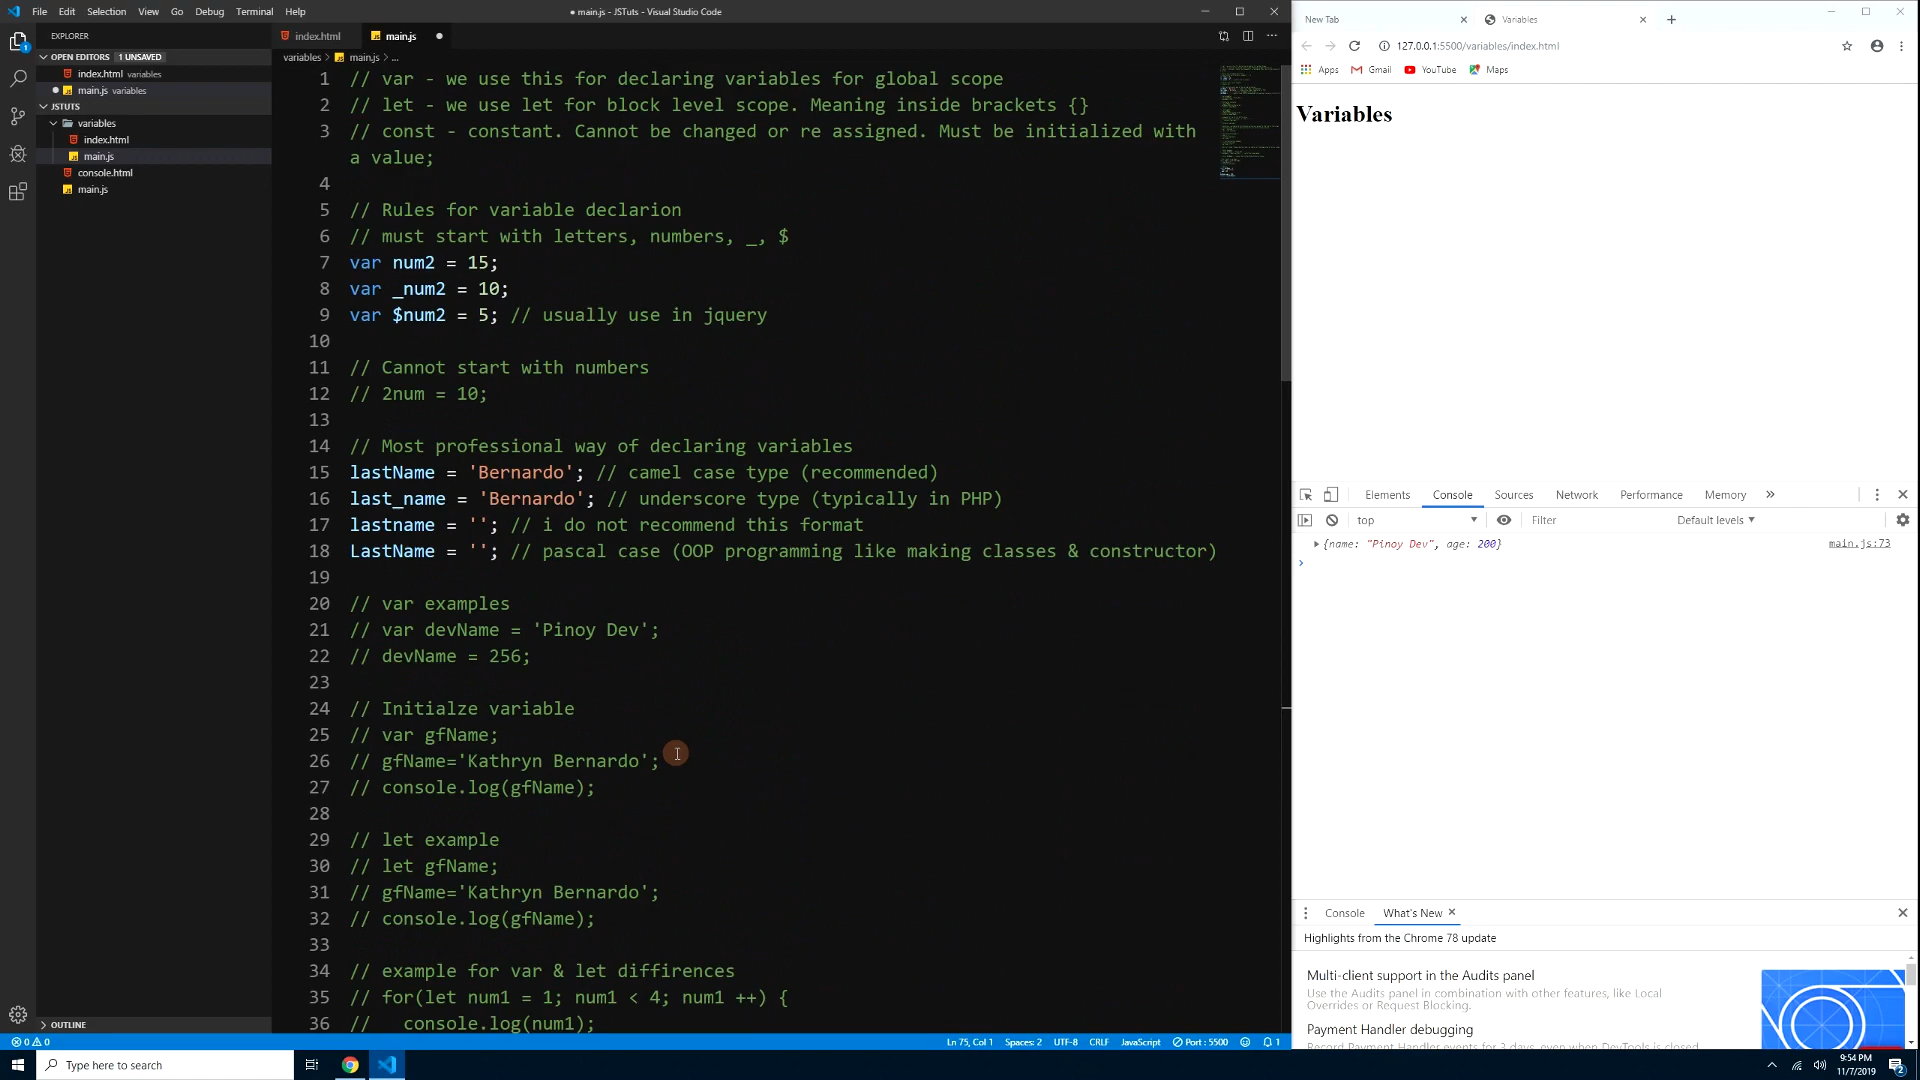 File Edit Selection View Go Debug Terminal Help
● main.js - JSTuts - Visual Studio Code
EXPLORER
OPEN EDITORS 1 UNSAVED
index.html variables
main.js variables
JSTUTS
variables
index.html
main.js
console.html
main.js
OUTLINE
index.html
main.js
variables > main.js > ...
1 // var - we use this for declaring variables for global scope
2 // let - we use let for block level scope. Meaning inside brackets {}
3 // const - constant. Cannot be changed or re assigned. Must be initialized with
a value;
4
5 // Rules for variable declarion
6 // must start with letters, numbers, _, $
7 var num2 = 15;
8 var _num2 = 10;
9 var $num2 = 5; // usually use in jquery
10
11 // Cannot start with numbers
12 // 2num = 10;
13
14 // Most professional way of declaring variables
15 lastName = 'Bernardo'; // camel case type (recommended)
16 last_name = 'Bernardo'; // underscore type (typically in PHP)
17 lastname = ''; // i do not recommend this format
18 LastName = ''; // pascal case (OOP programming like making classes & constructor)
19
20 // var examples
21 // var devName = 'Pinoy Dev';
22 // devName = 256;
23
24 // Initialze variable
25 // var gfName;
26 // gfName='Kathryn Bernardo';
27 // console.log(gfName);
28
29 // let example
30 // let gfName;
31 // gfName='Kathryn Bernardo';
32 // console.log(gfName);
33
34 // example for var & let diffirences
35 // for(let num1 = 1; num1 < 4; num1 ++) {
36 //   console.log(num1);
0 0
Ln 75, Col 1 Spaces: 2 UTF-8 CRLF JavaScript Port : 5500 1
New Tab
Variables
127.0.0.1:5500/variables/index.html
Apps Gmail YouTube Maps
Variables
Elements Console Sources Network Performance Memory »
top Filter Default levels
{name: "Pinoy Dev", age: 200} main.js:73
Console What's New
Highlights from the Chrome 78 update
Multi-client support in the Audits panel
Use the Audits panel in combination with other features, like Local
Overrides or Request Blocking.
Payment Handler debugging
Record Payment Handler events for 3 days, even when DevTools is closed
Type here to search
9:54 PM
11/7/2019
2